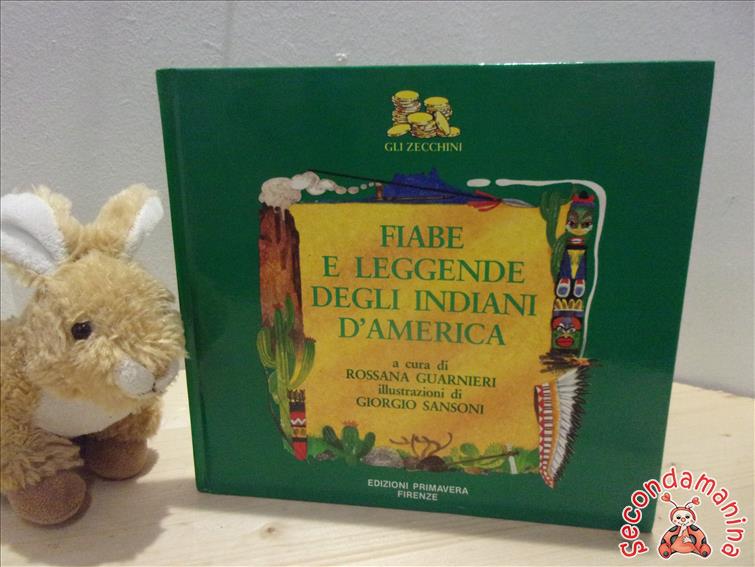 GLI ZECCHINI
FIABE
E LEGGENDE
DEGLI INDIANI
D'AMERICA
a cura di
ROSSANA GUARNIERI
illustrazioni di
GIORGIO SANSONI
EDIZIONI PRIMAVERA
FIRENZE
secondamanina